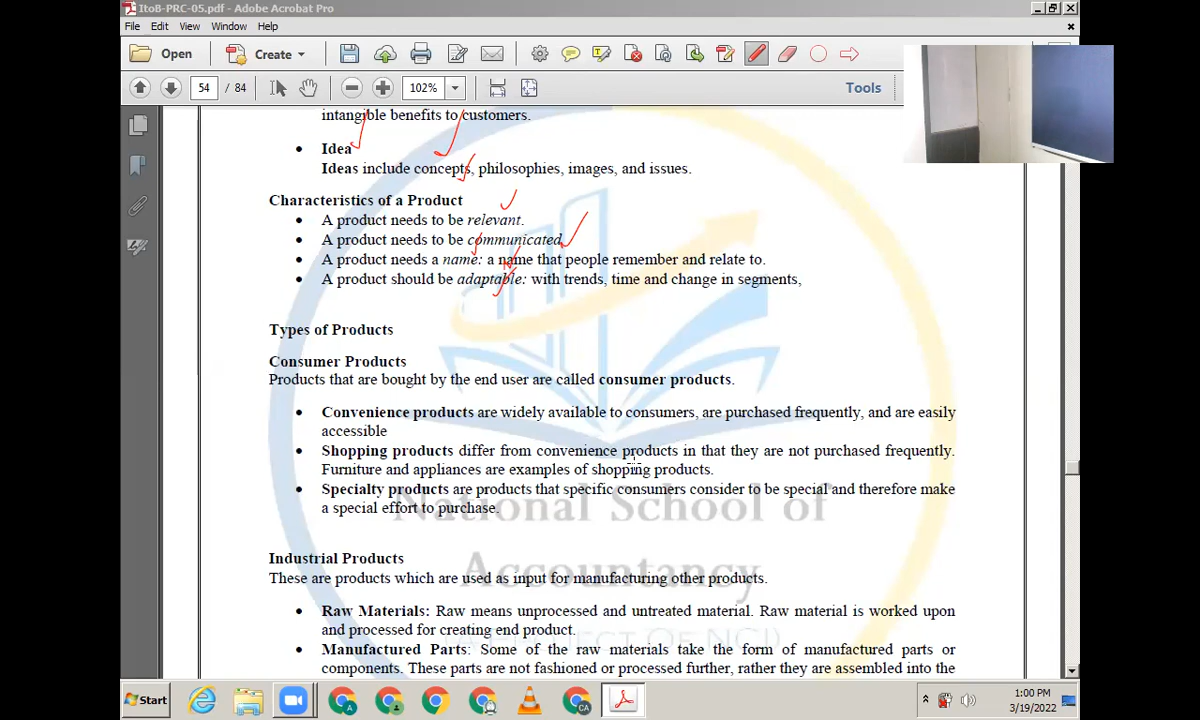 ItoB-PRC-05.pdf - Adobe Acrobat Pro
File Edit View Window Help
Open Create
54 / 84 102% Tools
intangible benefits to customers.
• Idea
Ideas include concepts, philosophies, images, and issues.
Characteristics of a Product
• A product needs to be relevant.
• A product needs to be communicated
• A product needs a name: a name that people remember and relate to.
• A product should be adaptable: with trends, time and change in segments,
Types of Products
Consumer Products
Products that are bought by the end user are called consumer products.
• Convenience products are widely available to consumers, are purchased frequently, and are easily
accessible
• Shopping products differ from convenience products in that they are not purchased frequently.
Furniture and appliances are examples of shopping products.
• Specialty products are products that specific consumers consider to be special and therefore make
a special effort to purchase.
National School of
Accountancy
(A PROJECT OF NCI)
Industrial Products
These are products which are used as input for manufacturing other products.
• Raw Materials: Raw means unprocessed and untreated material. Raw material is worked upon
and processed for creating end product.
• Manufactured Parts: Some of the raw materials take the form of manufactured parts or
components. These parts are not fashioned or processed further, rather they are assembled into the
Start
1:00 PM
3/19/2022